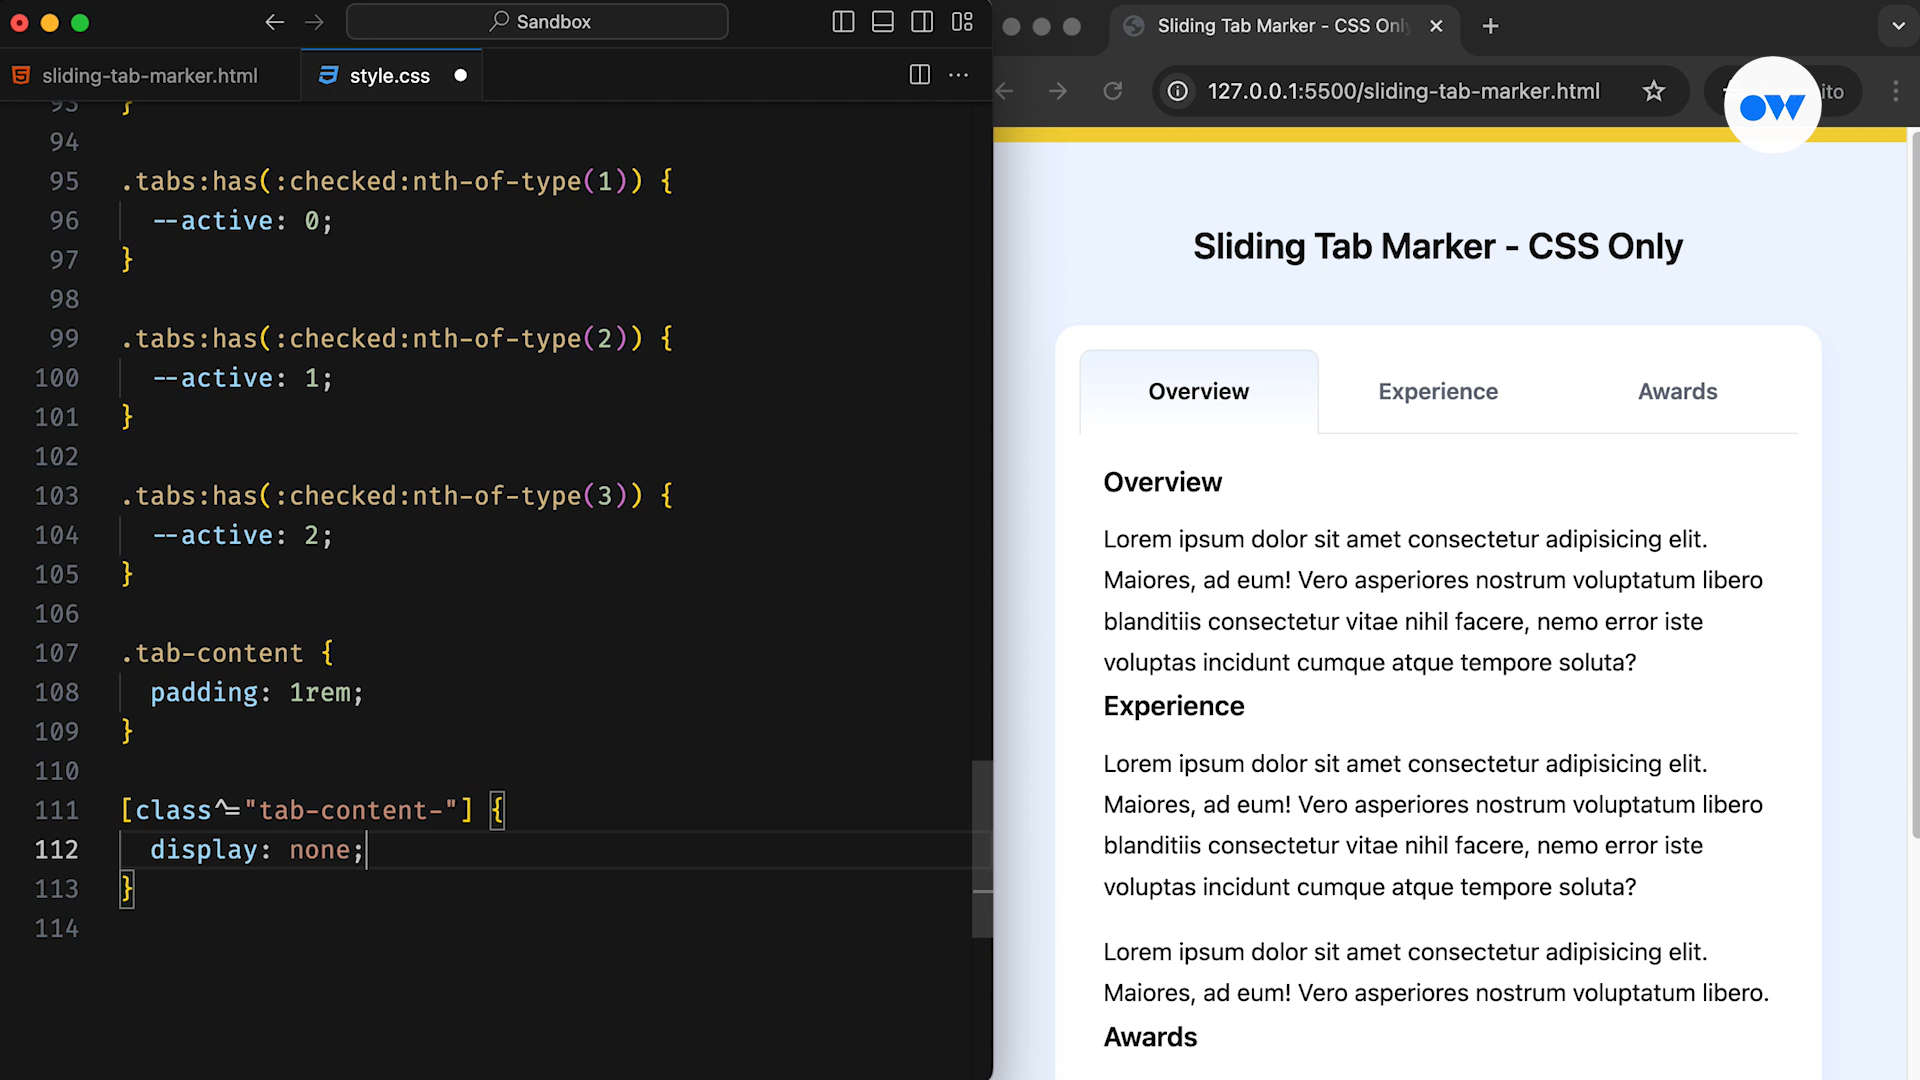 Sandbox
sliding-tab-marker.html
style.css
93 }
94
95 .tabs:has(:checked:nth-of-type(1)) {
96 --active: 0;
97 }
98
99 .tabs:has(:checked:nth-of-type(2)) {
100 --active: 1;
101 }
102
103 .tabs:has(:checked:nth-of-type(3)) {
104 --active: 2;
105 }
106
107 .tab-content {
108 padding: 1rem;
109 }
110
111 [class^="tab-content-"] {
112 display: none;
113 }
114
Sliding Tab Marker - CSS Only
127.0.0.1:5500/sliding-tab-marker.html
ito
OW
Sliding Tab Marker - CSS Only
Overview Experience Awards
Overview
Lorem ipsum dolor sit amet consectetur adipisicing elit.
Maiores, ad eum! Vero asperiores nostrum voluptatum libero
blanditiis consectetur vitae nihil facere, nemo error iste
voluptas incidunt cumque atque tempore soluta?
Experience
Lorem ipsum dolor sit amet consectetur adipisicing elit.
Maiores, ad eum! Vero asperiores nostrum voluptatum libero
blanditiis consectetur vitae nihil facere, nemo error iste
voluptas incidunt cumque atque tempore soluta?
Lorem ipsum dolor sit amet consectetur adipisicing elit.
Maiores, ad eum! Vero asperiores nostrum voluptatum libero.
Awards